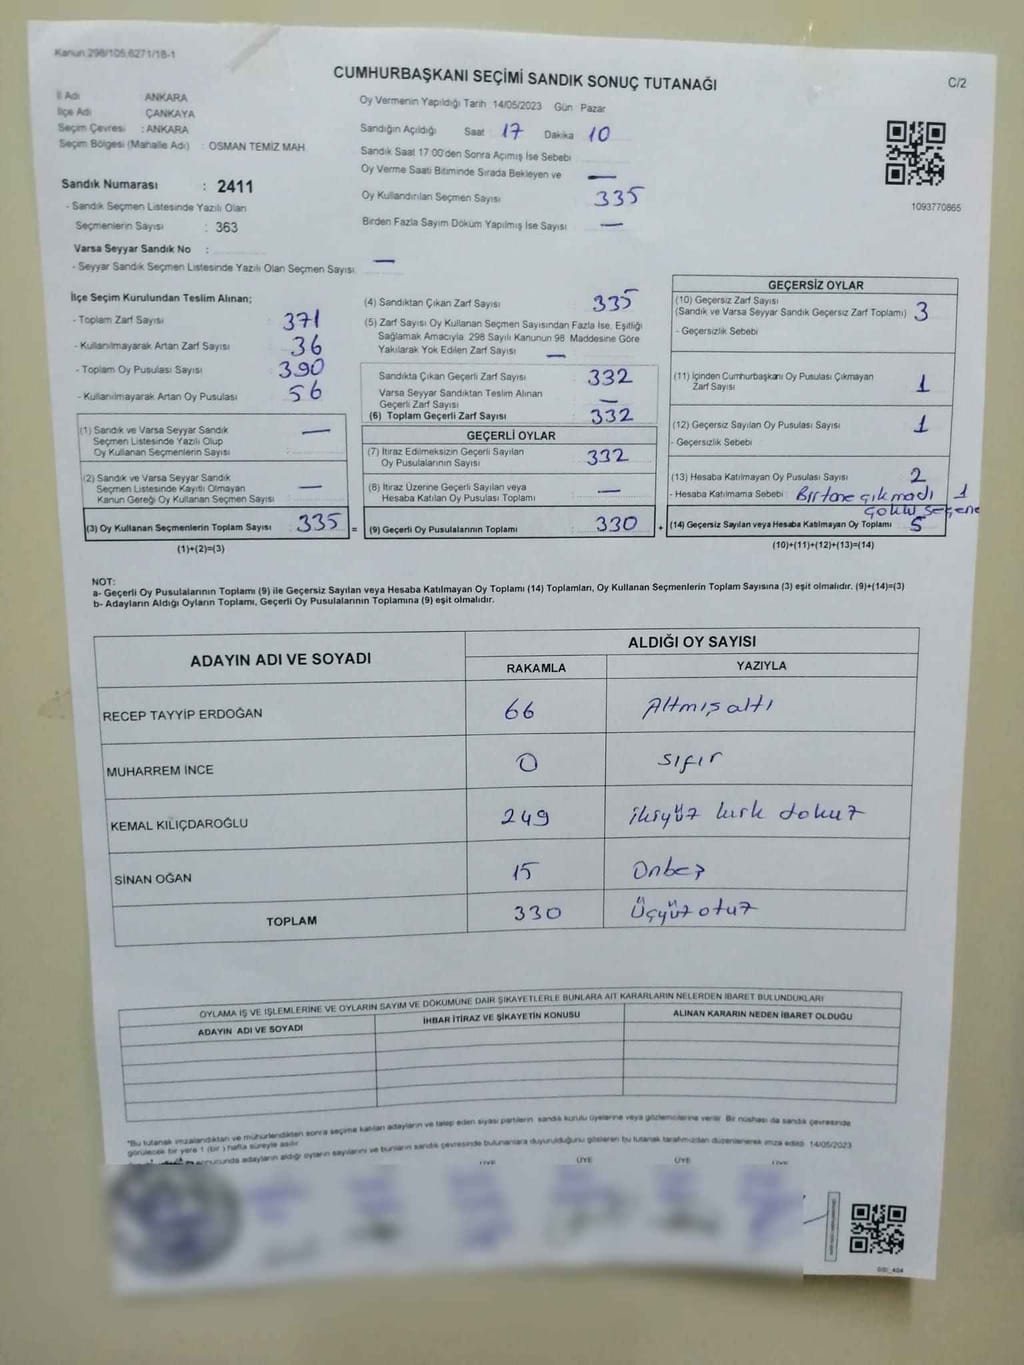 Kanun 298/105,6271/18-1
CUMHURBAŞKANI SEÇİMİ SANDIK SONUÇ TUTANAĞI
C/2
İl Adı ANKARA
İlçe Adı ÇANKAYA
Seçim Çevresi : ANKARA
Seçim Bölgesi (Mahalle Adı) : OSMAN TEMİZ MAH
Sandık Numarası : 2411
- Sandık Seçmen Listesinde Yazılı Olan
Seçmenlerin Sayısı : 363
Varsa Seyyar Sandık No :
- Seyyar Sandık Seçmen Listesinde Yazılı Olan Seçmen Sayısı —
Oy Vermenin Yapıldığı Tarih 14/05/2023 Gün Pazar
Sandığın Açıldığı Saat 17 Dakika 10
Sandık Saat 17:00'den Sonra Açılmış İse Sebebi
Oy Verme Saati Bitiminde Sırada Bekleyen ve —
Oy Kullandırılan Seçmen Sayısı 335
Birden Fazla Sayım Döküm Yapılmış İse Sayısı —
1093770865
İlçe Seçim Kurulundan Teslim Alınan;
- Toplam Zarf Sayısı 371
- Kullanılmayarak Artan Zarf Sayısı 36
- Toplam Oy Pusulası Sayısı 390
- Kullanılmayarak Artan Oy Pusulası 56
(1) Sandık ve Varsa Seyyar Sandık —
Seçmen Listesinde Yazılı Olup
Oy Kullanan Seçmenlerin Sayısı
(2) Sandık ve Varsa Seyyar Sandık
Seçmen Listesinde Kayıtlı Olmayan —
Kanun Gereği Oy Kullanan Seçmen Sayısı
(3) Oy Kullanan Seçmenlerin Toplam Sayısı 335 =
(1)+(2)=(3)
(4) Sandıktan Çıkan Zarf Sayısı 335
(5) Zarf Sayısı Oy Kullanan Seçmen Sayısından Fazla İse, Eşitliği
Sağlamak Amacıyla 298 Sayılı Kanunun 98. Maddesine Göre
Yakılarak Yok Edilen Zarf Sayısı —
Sandıkta Çıkan Geçerli Zarf Sayısı 332
Varsa Seyyar Sandıktan Teslim Alınan
Geçerli Zarf Sayısı —
(6) Toplam Geçerli Zarf Sayısı 332
GEÇERLİ OYLAR
(7) İtiraz Edilmeksizin Geçerli Sayılan
Oy Pusulalarının Sayısı 332
(8) İtiraz Üzerine Geçerli Sayılan veya
Hesaba Katılan Oy Pusulası Toplamı —
(9) Geçerli Oy Pusulalarının Toplamı 330 +
GEÇERSİZ OYLAR
(10) Geçersiz Zarf Sayısı
(Sandık ve Varsa Seyyar Sandık Geçersiz Zarf Toplamı) 3
- Geçersizlik Sebebi
(11) İçinden Cumhurbaşkanı Oy Pusulası Çıkmayan
Zarf Sayısı 1
(12) Geçersiz Sayılan Oy Pusulası Sayısı 1
- Geçersizlik Sebebi
(13) Hesaba Katılmayan Oy Pusulası Sayısı 2
- Hesaba Katılmama Sebebi Bir tane çıkmadı 1
(14) Geçersiz Sayılan veya Hesaba Katılmayan Oy Toplamı 5
(10)+(11)+(12)+(13)=(14)
NOT:
a- Geçerli Oy Pusulalarının Toplamı (9) ile Geçersiz Sayılan veya Hesaba Katılmayan Oy Toplamı (14) Toplamları, Oy Kullanan Seçmenlerin Toplam Sayısına (3) eşit olmalıdır. (9)+(14)=(3)
b- Adayların Aldığı Oyların Toplamı, Geçerli Oy Pusulalarının Toplamına (9) eşit olmalıdır.
ADAYIN ADI VE SOYADI ALDIĞI OY SAYISI
RAKAMLA YAZIYLA
RECEP TAYYİP ERDOĞAN 66 Altmış altı
MUHARREM İNCE 0 sıfır
KEMAL KILIÇDAROĞLU 249 ikiyüz kırk dokuz
SİNAN OĞAN 15 Onbeş
TOPLAM 330 Üçyüz otuz
OYLAMA İŞ VE İŞLEMLERİNE VE OYLARIN SAYIM VE DÖKÜMÜNE DAİR ŞİKAYETLERLE BUNLARA AİT KARARLARIN NELERDEN İBARET BULUNDUKLARI
ADAYIN ADI VE SOYADI İHBAR İTİRAZ VE ŞİKAYETİN KONUSU ALINAN KARARIN NEDEN İBARET OLDUĞU
"Bu tutanak imzalandıktan ve mühürlendikten sonra seçime katılan adayların ve talep eden siyasi partilerin sandık kurulu üyelerine veya gözlemcilerine verilir. Bir nüshası da sandık çevresinde
görülecek bir yere 1 (bir) hafta süreyle asılır.
sonucunda adayların aldığı oyların sayılarını ve bunların sandık çevresinde bulunanlara duyurulduğunu gösteren bu tutanak tarafımızdan düzenlenerek imza edildi. 14/05/2023
ÜYE ÜYE ÜYE ÜYE